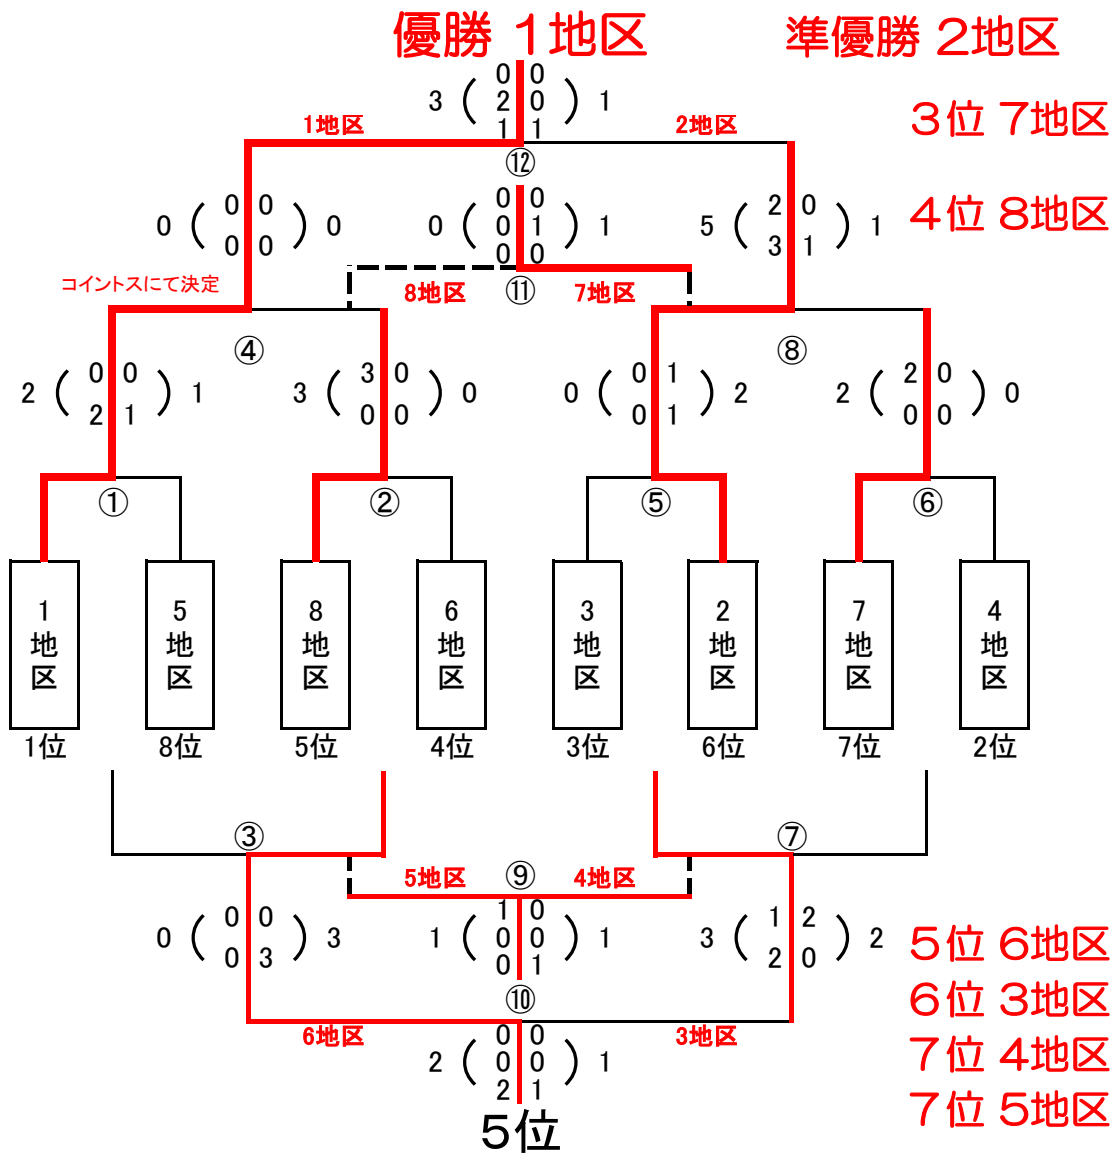 優勝 1地区
準優勝 2地区
3 ( 0 0 ) 1
2 0
1 1
1地区
2地区
3位 7地区
⑫
0 ( 0 0 ) 0
0 0
0 ( 0 0 ) 1
0 1
0 0
5 ( 2 0 ) 1
3 1
4位 8地区
コイントスにて決定
8地区
⑪
7地区
④
⑧
2 ( 0 0 ) 1
2 1
3 ( 3 0 ) 0
0 0
0 ( 0 1 ) 2
0 1
2 ( 2 0 ) 0
0 0
①
②
⑤
⑥
1地区
5地区
8地区
6地区
3地区
2地区
7地区
4地区
1位
8位
5位
4位
3位
6位
7位
2位
③
⑦
5地区
⑨
4地区
0 ( 0 0 ) 3
0 3
1 ( 1 0 ) 1
0 0
0 1
3 ( 1 2 ) 2
2 0
5位 6地区
⑩
6位 3地区
6地区
3地区
2 ( 0 0 ) 1
0 0
2 1
7位 4地区
7位 5地区
5位